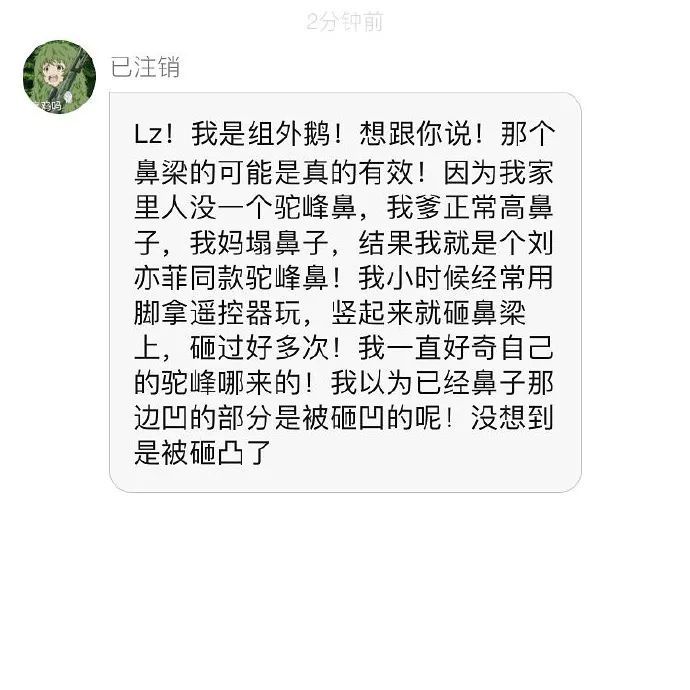 2分钟前
已注销
Lz！我是组外鹅！想跟你说！那个
鼻梁的可能是真的有效！因为我家
里人没一个驼峰鼻，我爹正常高鼻
子，我妈塌鼻子，结果我就是个刘
亦菲同款驼峰鼻！我小时候经常用
脚拿遥控器玩，竖起来就砸鼻梁
上，砸过好多次！我一直好奇自己
的驼峰哪来的！我以为已经鼻子那
边凹的部分是被砸凹的呢！没想到
是被砸凸了